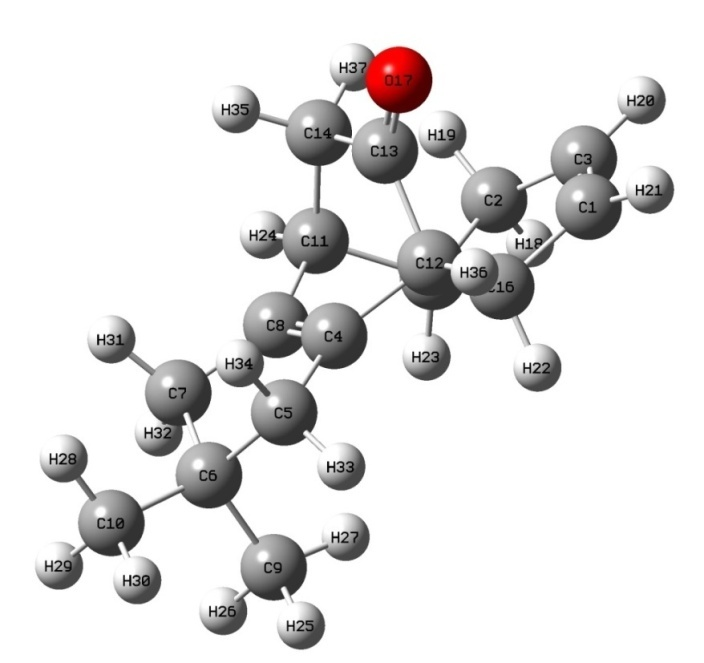 H37 O17
H35 C14 C13 H19 C3 H20
C2 C1 H21
H24 C11 C12 H36 H18
C16
C8 C4
H31 H34 H23 H22
C7 C5
H32
H28 C6 H33
C10 H27
H29 H30 C9
H26 H25